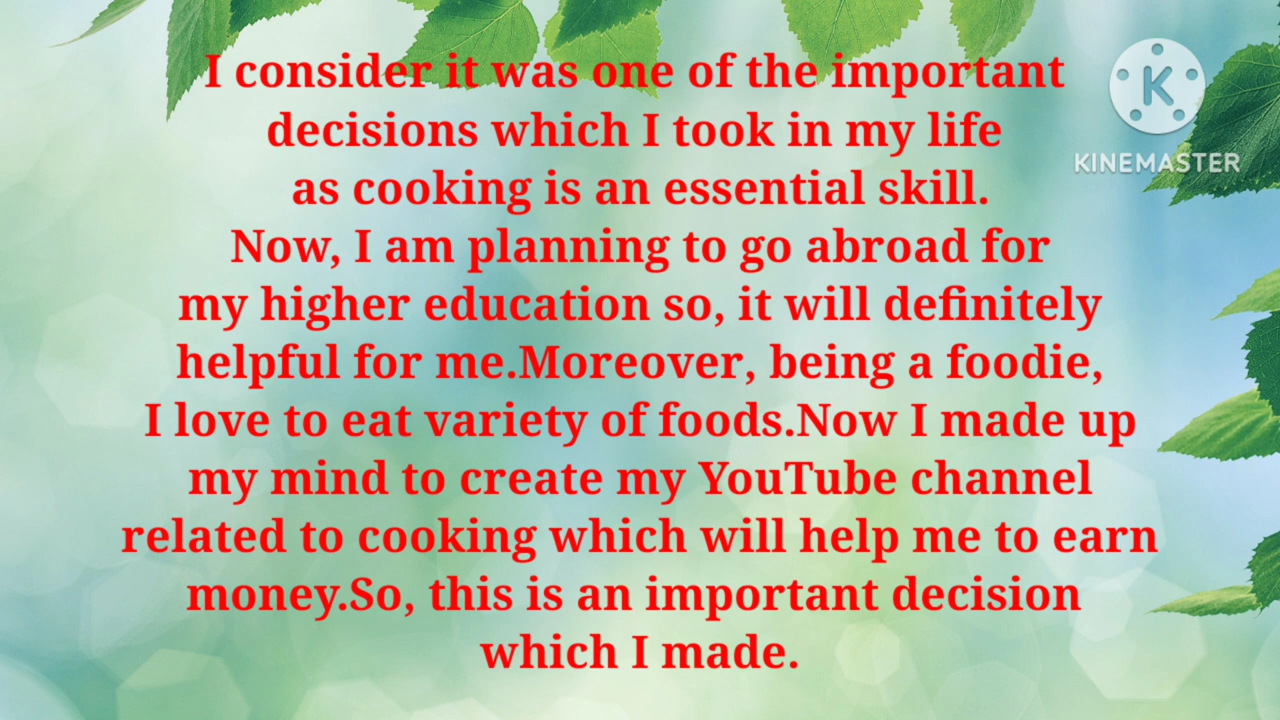 I consider it was one of the important
decisions which I took in my life
as cooking is an essential skill.
Now, I am planning to go abroad for
my higher education so, it will definitely
helpful for me.Moreover, being a foodie,
I love to eat variety of foods.Now I made up
my mind to create my YouTube channel
related to cooking which will help me to earn
money.So, this is an important decision
which I made.
K
KINEMASTER